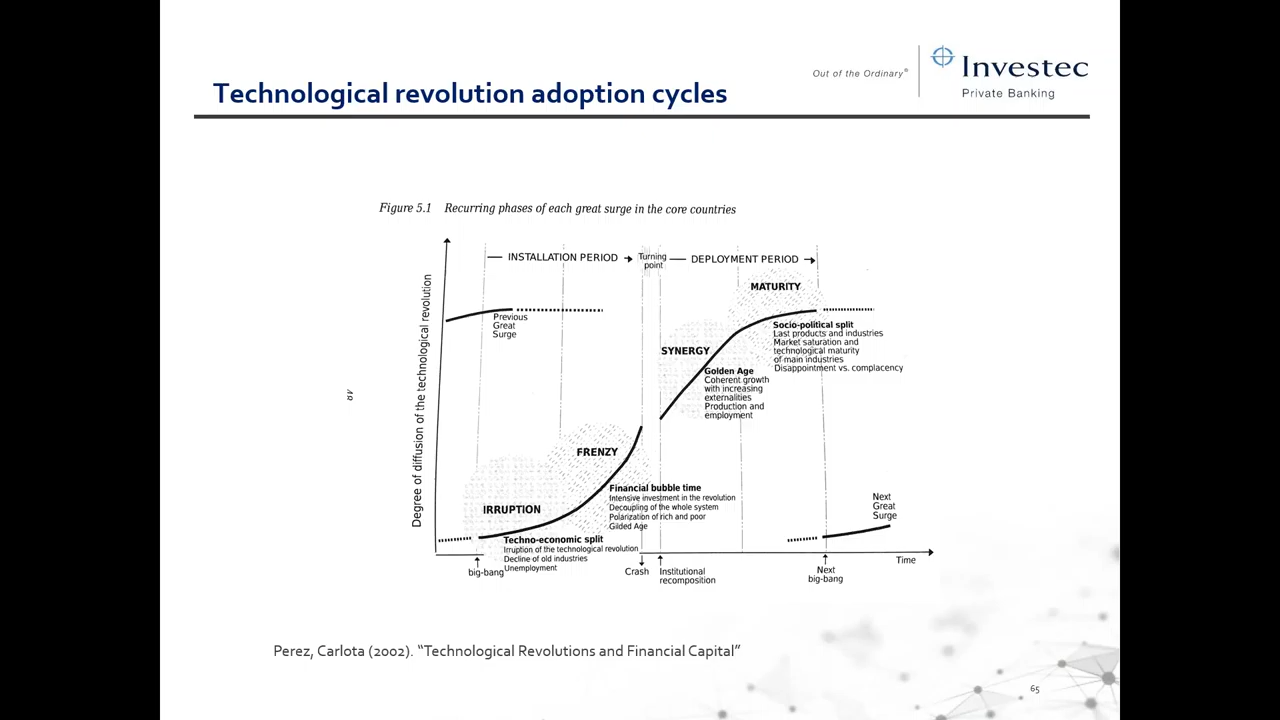 Technological revolution adoption cycles
Out of the Ordinary®
Investec
Private Banking
Figure 5.1 Recurring phases of each great surge in the core countries
Degree of diffusion of the technological revolution
INSTALLATION PERIOD
Turning
point
DEPLOYMENT PERIOD
Previous
Great
Surge
MATURITY
Socio-political split
Last products and industries
Market saturation and
technological maturity
of main industries
Disappointment vs. complacency
SYNERGY
Golden Age
Coherent growth
with increasing
externalities
Production and
employment
FRENZY
Financial bubble time
Intensive investment in the revolution
Decoupling of the whole system
Polarization of rich and poor
Gilded Age
IRRUPTION
Techno-economic split
Irruption of the technological revolution
Decline of old industries
Unemployment
Next
Great
Surge
big-bang
Crash
Institutional
recomposition
Next
big-bang
Time
Perez, Carlota (2002). “Technological Revolutions and Financial Capital”
65